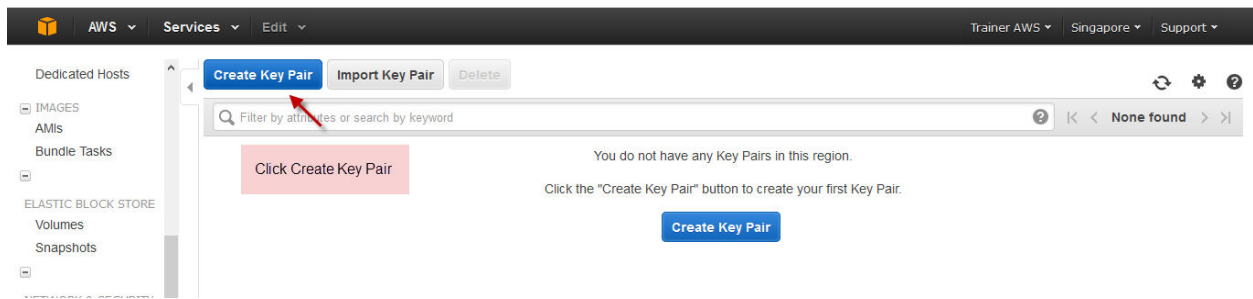 AWS Services Edit Trainer AWS Singapore Support
Dedicated Hosts
IMAGES
AMIs
Bundle Tasks
ELASTIC BLOCK STORE
Volumes
Snapshots
NETWORK & SECURITY
Create Key Pair Import Key Pair Delete
Filter by attributes or search by keyword None found
Click Create Key Pair
You do not have any Key Pairs in this region.
Click the "Create Key Pair" button to create your first Key Pair.
Create Key Pair